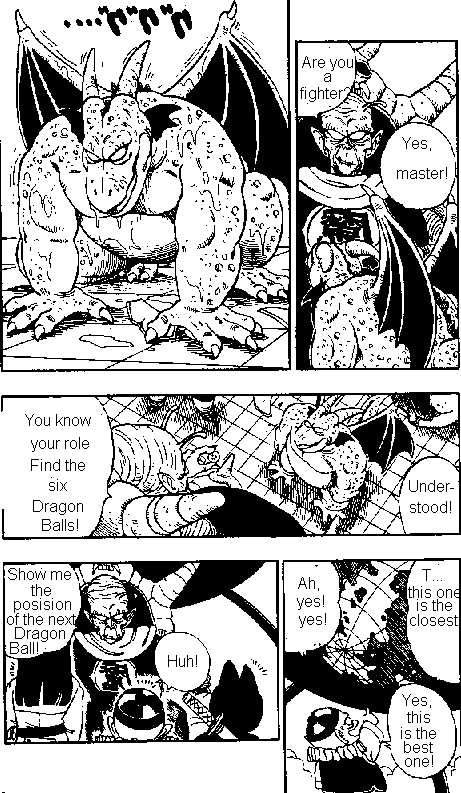 Are you
a
fighter?
Yes,
master!
You know
your role
Find the
six
Dragon
Balls!
Under-
stood!
Show me
the
posision
of the next
Dragon
Ball!
Huh!
T...
this one
is the
closest
Ah,
yes!
yes!
Yes,
this
is the
best
one!